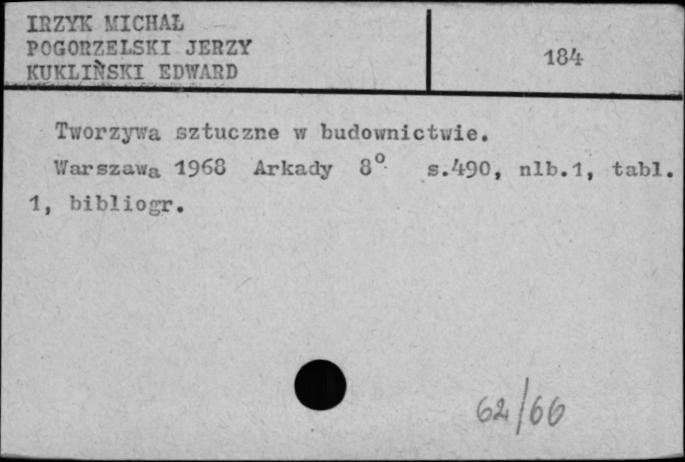 IRZYK MICHAŁ
POGORZELSKI JERZY
KUKLIŃSKI EDWARD
184
Tworzywa sztuczne w budownictwie.
Warszawa 1968 Arkady 8° s.490, nlb.1, tabl.
1, bibliogr.
62/66